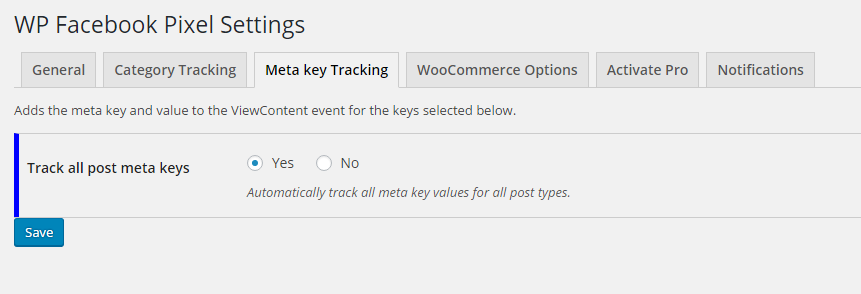 WP Facebook Pixel Settings
General Category Tracking Meta key Tracking WooCommerce Options Activate Pro Notifications
Adds the meta key and value to the ViewContent event for the keys selected below.
Track all post meta keys Yes No
Automatically track all meta key values for all post types.
Save